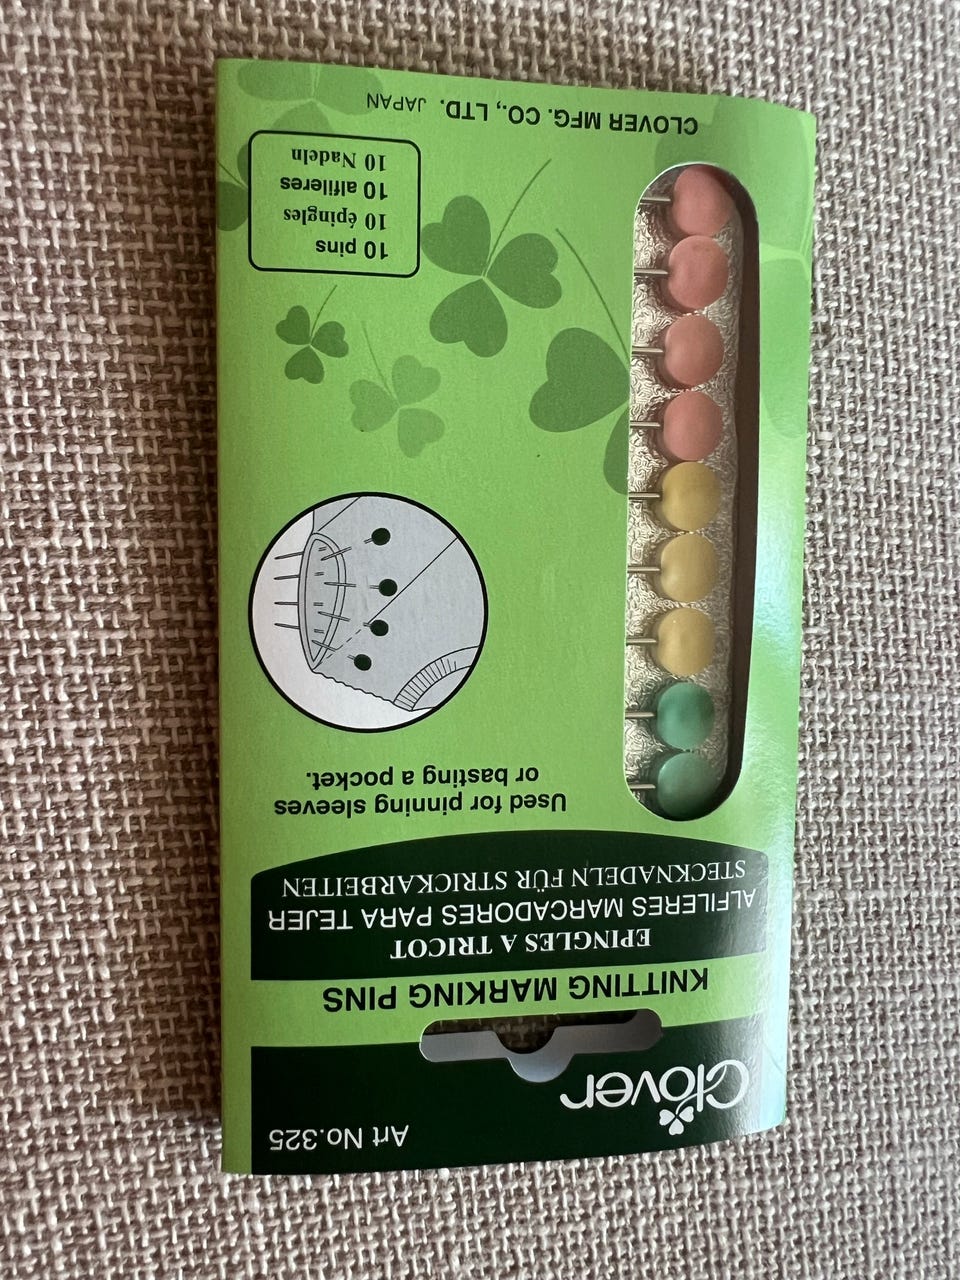 Art No.325
Clover
KNITTING MARKING PINS
EPINGLES A TRICOT
ALFILERES MARCADORES PARA TEJER
STECKNADELN FÜR STRICKARBEITEN
Used for pinning sleeves
or basting a pocket.
10 pins
10 épingles
10 alfileres
10 Nadeln
CLOVER MFG. CO., LTD. JAPAN